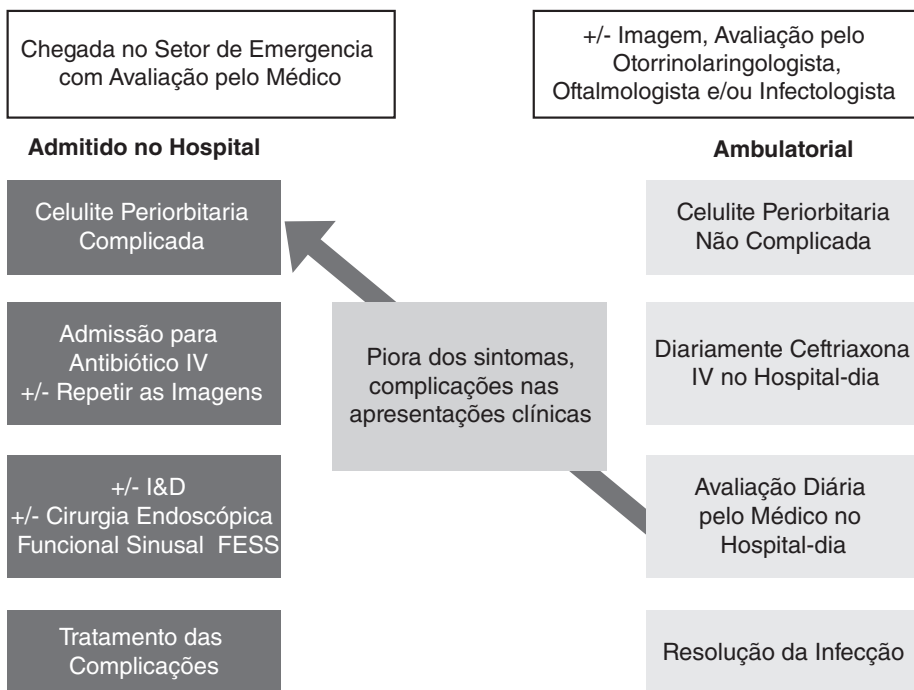 Chegada no Setor de Emergencia
com Avaliação pelo Médico
+/- Imagem, Avaliação pelo
Otorrinolaringologista,
Oftalmologista e/ou Infectologista
Admitido no Hospital
Ambulatorial
Celulite Periorbitaria
Complicada
Celulite Periorbitaria
Não Complicada
Admissão para
Antibiótico IV
+/- Repetir as Imagens
Piora dos sintomas,
complicações nas
apresentações clínicas
Diariamente Ceftriaxona
IV no Hospital-dia
+/- I&D
+/- Cirurgia Endoscópica
Funcional Sinusal FESS
Avaliação Diária
pelo Médico no
Hospital-dia
Tratamento das
Complicações
Resolução da Infecção